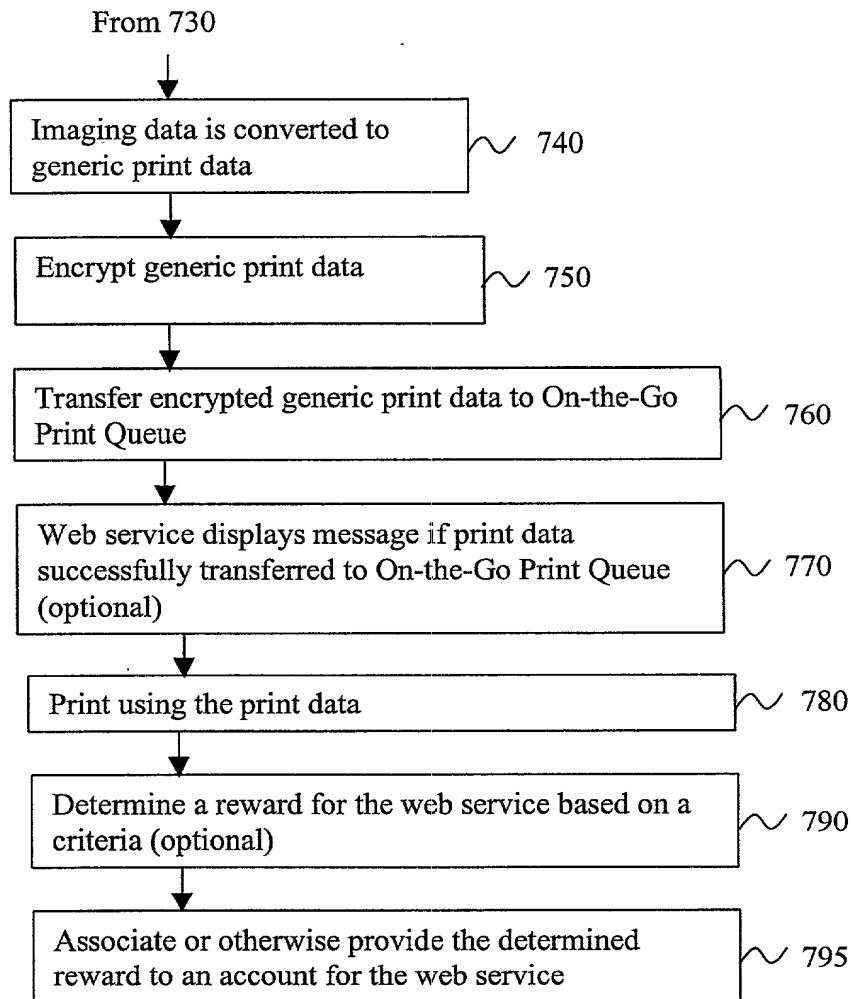 From 730
Imaging data is converted to
generic print data
740
Encrypt generic print data
750
Transfer encrypted generic print data to On-the-Go
Print Queue
760
Web service displays message if print data
successfully transferred to On-the-Go Print Queue
(optional)
770
Print using the print data
780
Determine a reward for the web service based on a
criteria (optional)
790
Associate or otherwise provide the determined
reward to an account for the web service
795